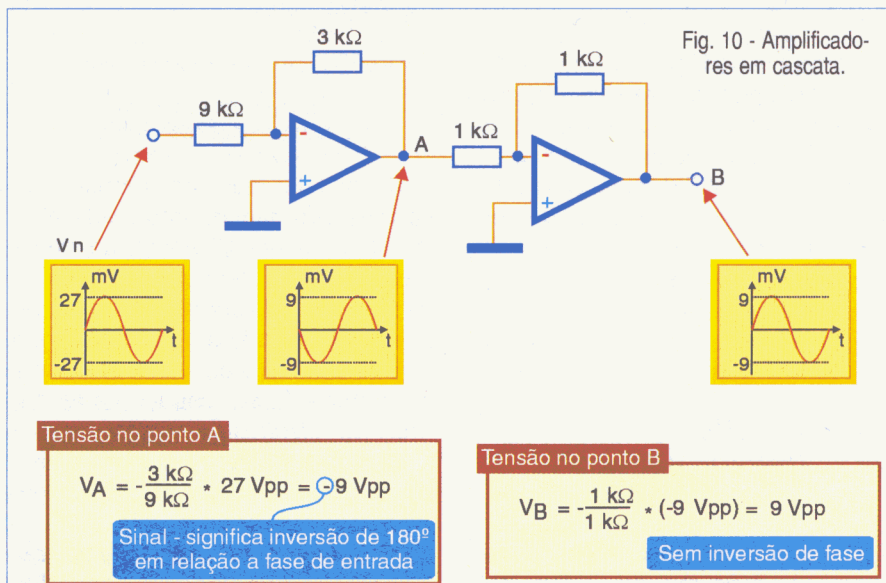 Fig. 10 - Amplificado-
res em cascata.
3 kΩ
1 kΩ
9 kΩ
1 kΩ
-
+
A
-
+
B
Vn
mV
27
-27
t
mV
9
-9
t
mV
9
-9
t
Tensão no ponto A
VA = - 3 kΩ / 9 kΩ * 27 Vpp = -9 Vpp
Sinal - significa inversão de 180º
em relação a fase de entrada
Tensão no ponto B
VB = - 1 kΩ / 1 kΩ * (-9 Vpp) = 9 Vpp
Sem inversão de fase